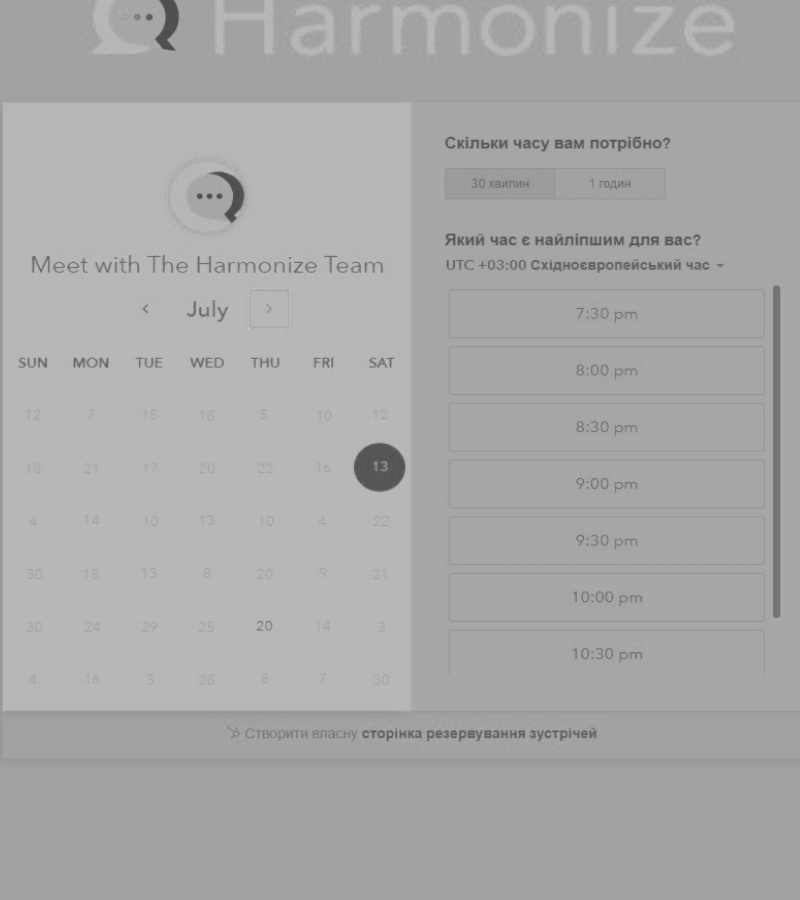 Harmonize
Meet with The Harmonize Team
July
SUN MON TUE WED THU FRI SAT
12 7 15 18 5 10 12
18 21 17 20 22 16 13
4 14 10 13 10 4 22
30 18 13 8 20 9 21
30 24 29 25 20 14 3
4 16 3 28 8 7 30
Скільки часу вам потрібно?
30 хвилин 1 годин
Який час є найліпшим для вас?
UTC +03:00 Східноєвропейський час
7:30 pm
8:00 pm
8:30 pm
9:00 pm
9:30 pm
10:00 pm
10:30 pm
Створити власну сторінка резервування зустрічей